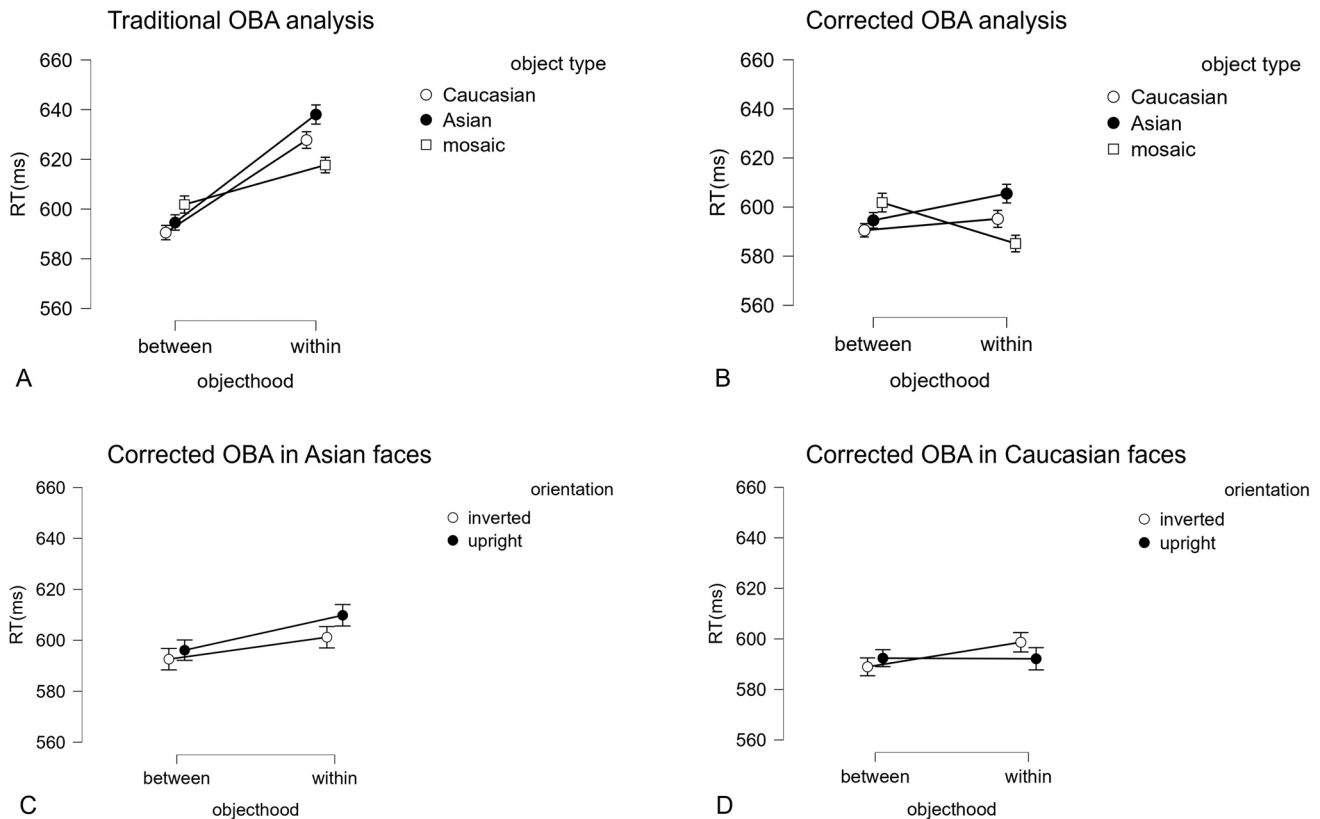 Traditional OBA analysis
660
640
620
600
580
560
RT(ms)
object type
Caucasian
Asian
mosaic
between within
objecthood
A
Corrected OBA analysis
660
640
620
600
580
560
RT(ms)
object type
Caucasian
Asian
mosaic
between within
objecthood
B
Corrected OBA in Asian faces
660
640
620
600
580
560
RT(ms)
orientation
inverted
upright
between within
objecthood
C
Corrected OBA in Caucasian faces
660
640
620
600
580
560
RT(ms)
orientation
inverted
upright
between within
objecthood
D